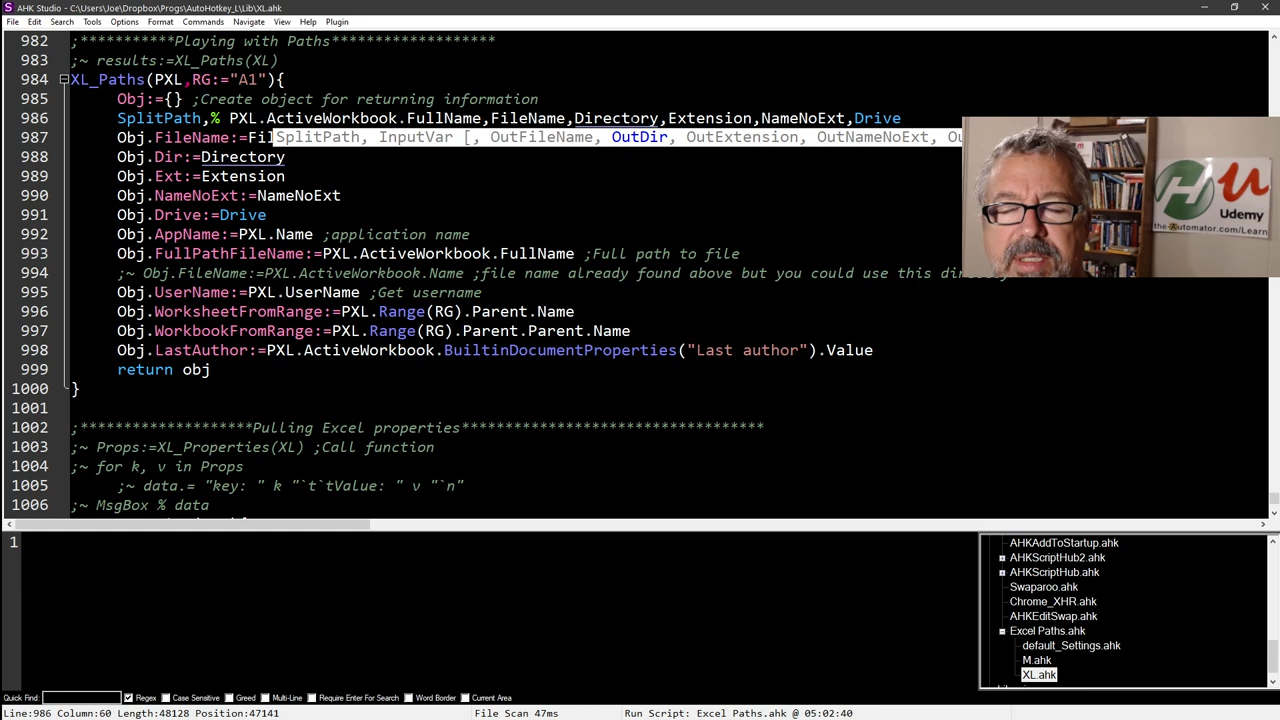 AHK Studio - C:\Users\Joe\Dropbox\Progs\AutoHotkey_L\Lib\XL.ahk
File Edit Search Tools Options Format Commands Navigate View Help Plugin
982 ;***********Playing with Paths*******************
983 ;~ results:=XL_Paths(XL)
984 XL_Paths(PXL,RG:="A1"){
985 Obj:={} ;Create object for returning information
986 SplitPath,% PXL.ActiveWorkbook.FullName,FileName,Directory,Extension,NameNoExt,Drive
987 Obj.FileName:=Fil
SplitPath, InputVar [, OutFileName, OutDir, OutExtension, OutNameNoExt, Ou
988 Obj.Dir:=Directory
989 Obj.Ext:=Extension
990 Obj.NameNoExt:=NameNoExt
991 Obj.Drive:=Drive
992 Obj.AppName:=PXL.Name ;application name
993 Obj.FullPathFileName:=PXL.ActiveWorkbook.FullName ;Full path to file
994 ;~ Obj.FileName:=PXL.ActiveWorkbook.Name ;file name already found above but you could use this
995 Obj.UserName:=PXL.UserName ;Get username
996 Obj.WorksheetFromRange:=PXL.Range(RG).Parent.Name
997 Obj.WorkbookFromRange:=PXL.Range(RG).Parent.Parent.Name
998 Obj.LastAuthor:=PXL.ActiveWorkbook.BuiltinDocumentProperties("Last author").Value
999 return obj
1000 }
1001
1002 ;*******************Pulling Excel properties*********************************
1003 ;~ Props:=XL_Properties(XL) ;Call function
1004 ;~ for k, v in Props
1005 ;~ data.= "key: " k "`t`tValue: " v "`n"
1006 ;~ MsgBox % data
Udemy
the-Automator.com/Learn
1
AHKAddToStartup.ahk
AHKScriptHub2.ahk
AHKScriptHub.ahk
Swaparoo.ahk
Chrome_XHR.ahk
AHKEditSwap.ahk
Excel Paths.ahk
default_Settings.ahk
M.ahk
XL.ahk
Quick Find: Regex Case Sensitive Greed Multi-Line Require Enter For Search Word Border Current Area
Line:986 Column:60 Length:48128 Position:47141 File Scan 47ms Run Script: Excel Paths.ahk @ 05:02:40